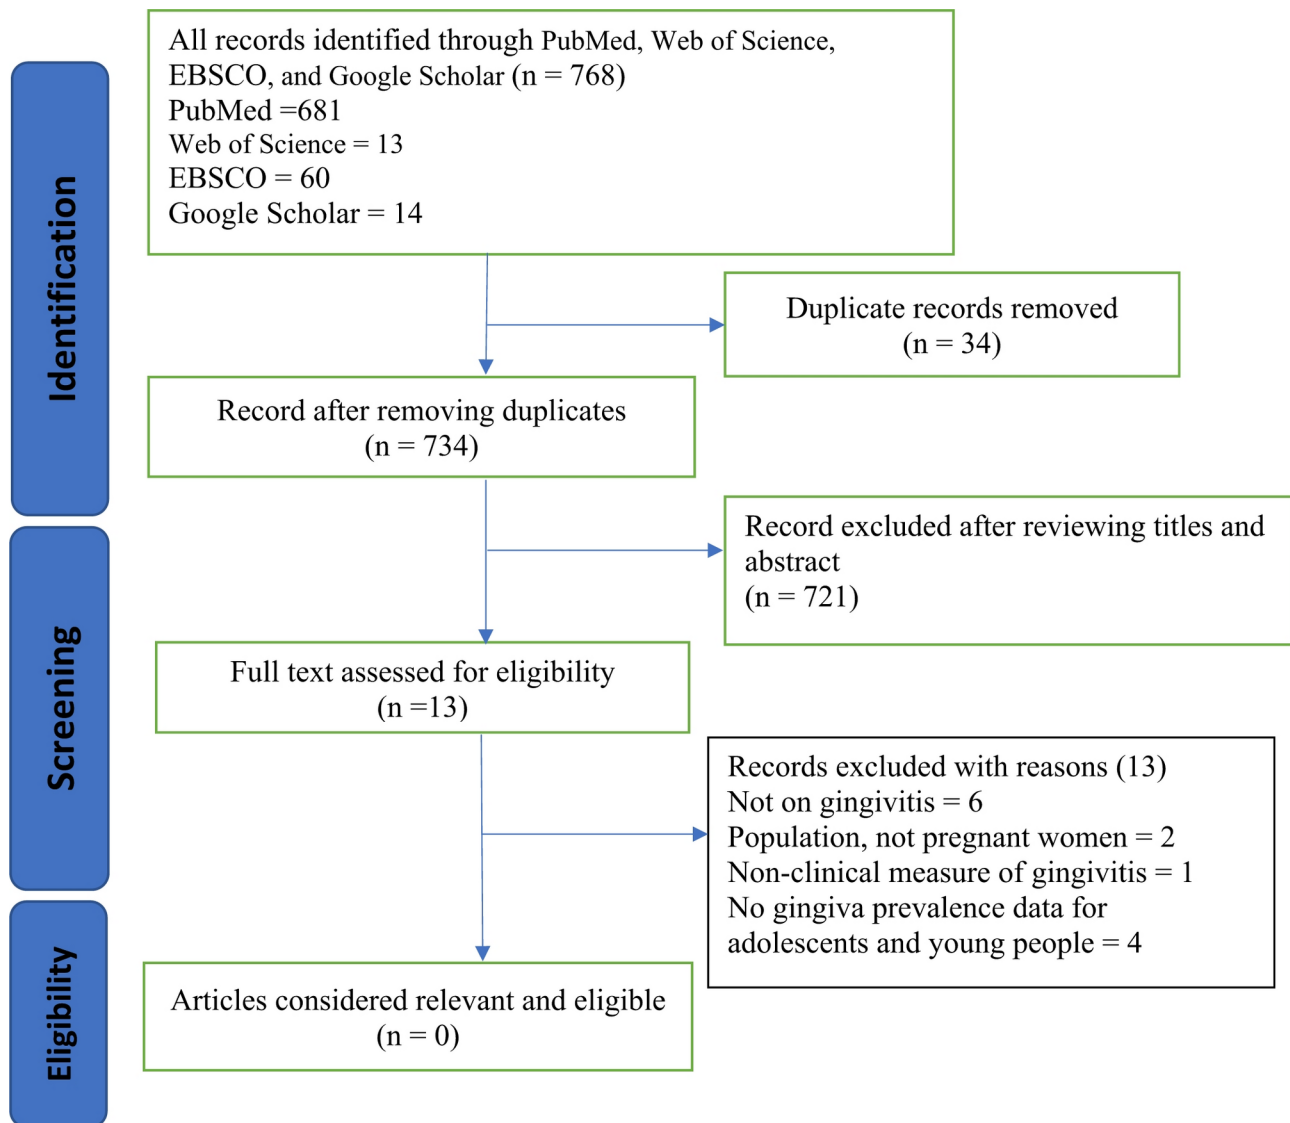 All records identified through PubMed, Web of Science,
EBSCO, and Google Scholar (n = 768)
PubMed =681
Web of Science = 13
EBSCO = 60
Google Scholar = 14
Identification
Duplicate records removed
(n = 34)
Record after removing duplicates
(n = 734)
Record excluded after reviewing titles and
abstract
(n = 721)
Screening
Full text assessed for eligibility
(n =13)
Records excluded with reasons (13)
Not on gingivitis = 6
Population, not pregnant women = 2
Non-clinical measure of gingivitis = 1
No gingiva prevalence data for
adolescents and young people = 4
Eligibility
Articles considered relevant and eligible
(n = 0)